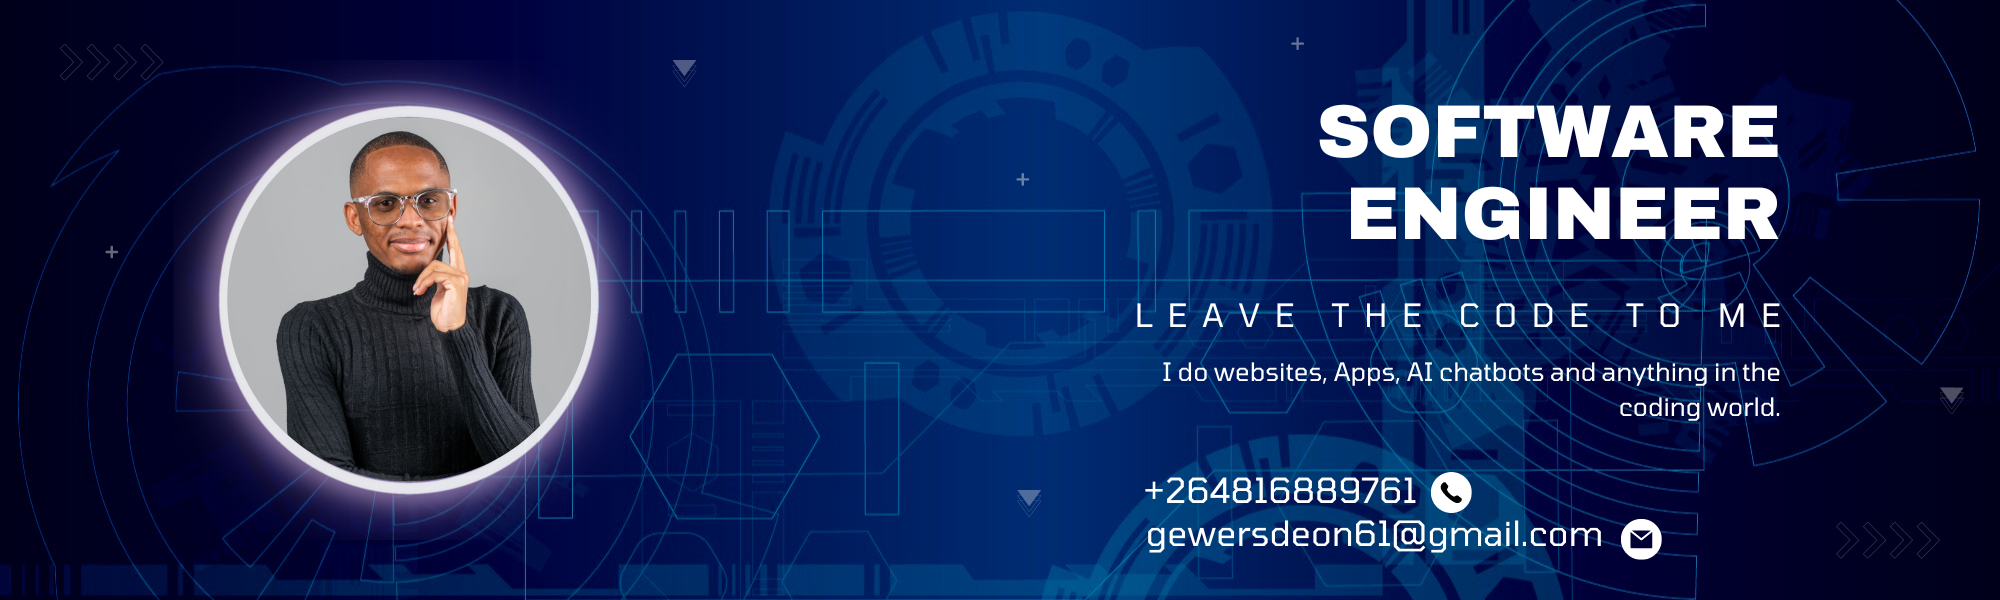 SOFTWARE
ENGINEER
LEAVE THE CODE TO ME
I do websites, Apps, AI chatbots and anything in the
coding world.
+264816889761
gewersdeon61@gmail.com